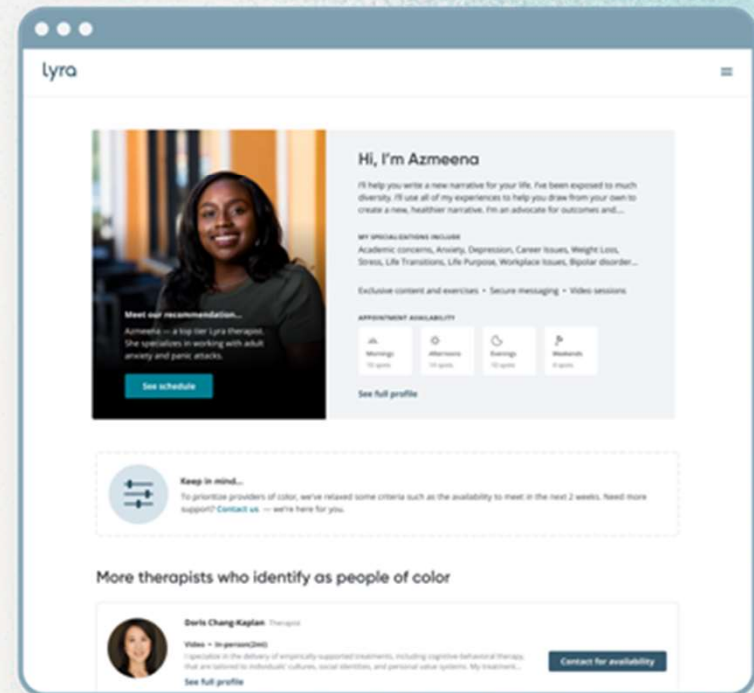 lyra
Hi, I'm Azmeena
I'll help you write a new narrative for your life. I've been exposed to much
diversity. I'll use all of my experiences to help you draw from your own to
create a new, healthier narrative. I'm an advocate for outcomes and....
MY SPECIALIZATIONS INCLUDE
Academic concerns, Anxiety, Depression, Career Issues, Weight Loss,
Stress, Life Transitions, Life Purpose, Workplace Issues, Bipolar disorder...
Exclusive content and exercises • Secure messaging • Video sessions
APPOINTMENT AVAILABILITY
Mornings Afternoons Evenings Weekends
10 spots spots 10 spots spots
See full profile
Meet our recommendation...
Azmeena — a top tier Lyra therapist.
She specializes in working with adult
anxiety and panic attacks.
See schedule
Keep in mind...
To prioritize providers of color, we've relaxed some criteria such as the availability to meet in the next 2 weeks. Need more
support? Contact us — we're here for you.
More therapists who identify as people of color
Doris Chang-Kaplan Therapist
Video • In-person(2mi)
I specialize in the delivery of empirically-supported treatments, including cognitive-behavioral therapy,
that are tailored to individuals' cultures, social identities, and personal value systems. My treatment...
See full profile
Contact for availability